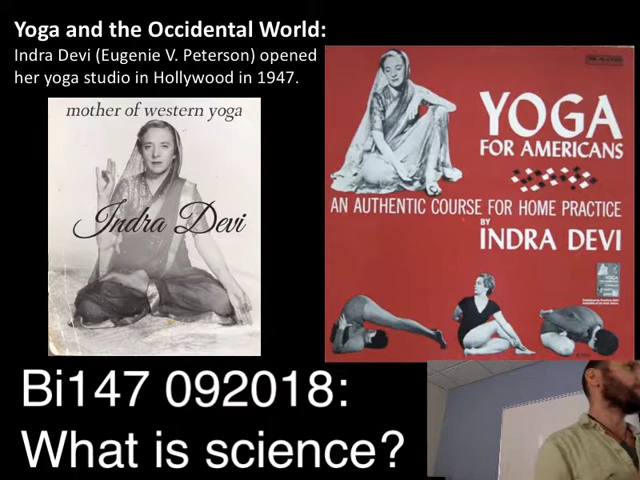 Yoga and the Occidental World:
Indra Devi (Eugenie V. Peterson) opened
her yoga studio in Hollywood in 1947.
mother of western yoga
Indra Devi
YOGA
FOR AMERICANS
AN AUTHENTIC COURSE FOR HOME PRACTICE
BY
INDRA DEVI
Bi147 092018:
What is science?